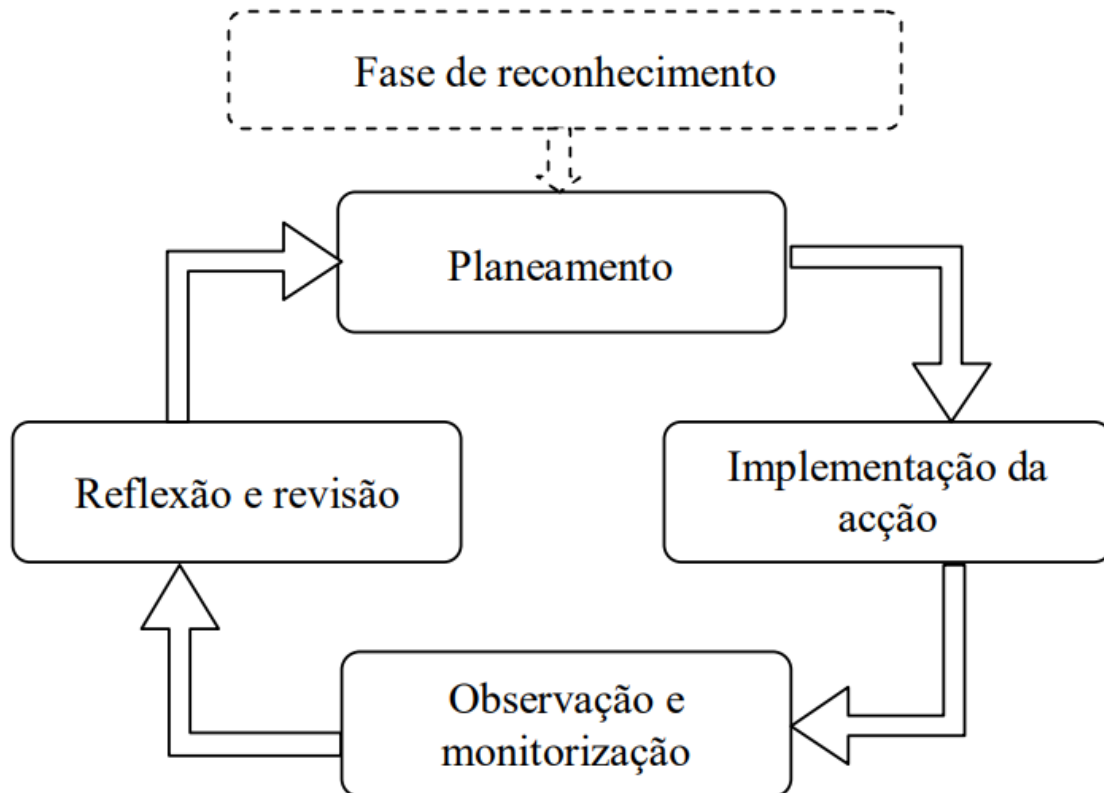 Fase de reconhecimento
Planeamento
Reflexão e revisão
Implementação da
acção
Observação e
monitorização